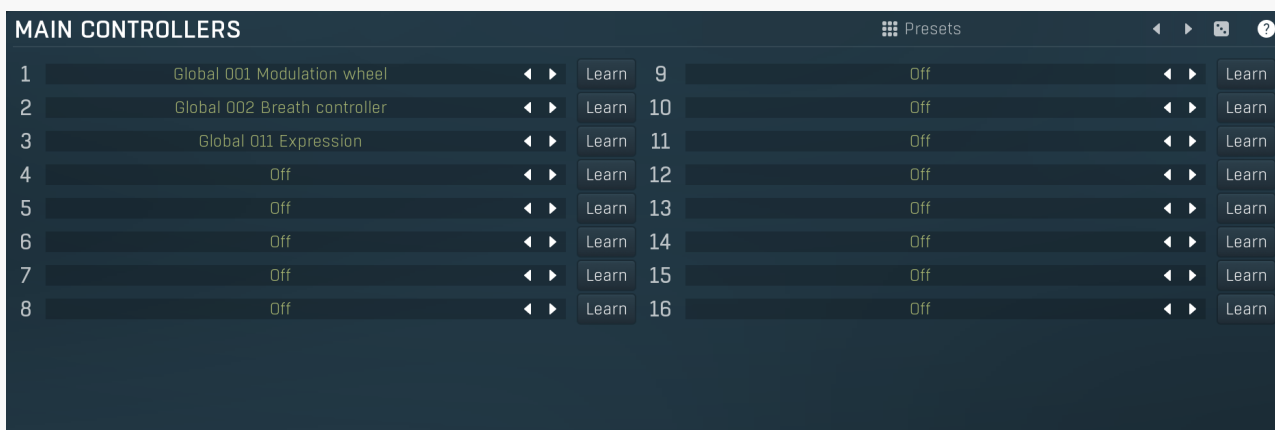 MAIN CONTROLLERS Presets ?
1 Global 001 Modulation wheel Learn 9 Off Learn
2 Global 002 Breath controller Learn 10 Off Learn
3 Global 011 Expression Learn 11 Off Learn
4 Off Learn 12 Off Learn
5 Off Learn 13 Off Learn
6 Off Learn 14 Off Learn
7 Off Learn 15 Off Learn
8 Off Learn 16 Off Learn